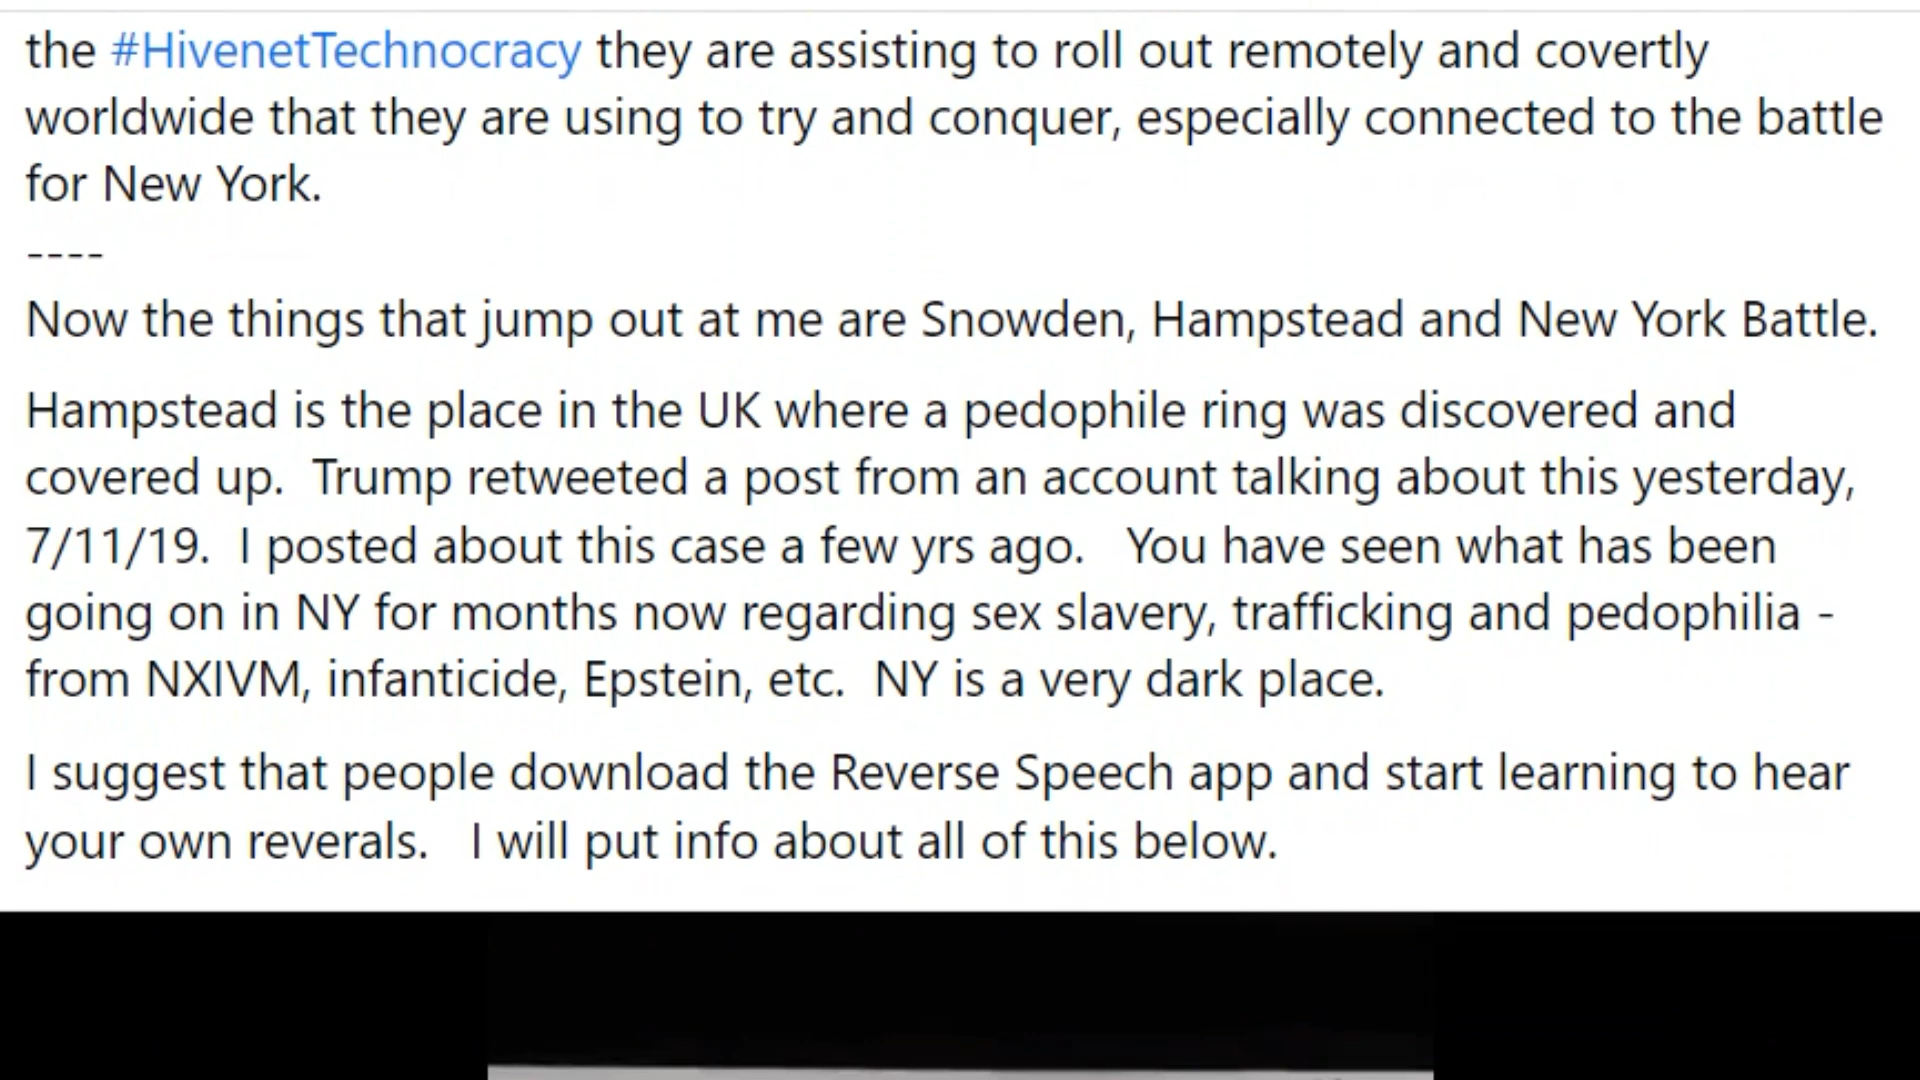 the #HivenetTechnocracy they are assisting to roll out remotely and covertly
worldwide that they are using to try and conquer, especially connected to the battle
for New York.
----
Now the things that jump out at me are Snowden, Hampstead and New York Battle.
Hampstead is the place in the UK where a pedophile ring was discovered and
covered up.  Trump retweeted a post from an account talking about this yesterday,
7/11/19.  I posted about this case a few yrs ago.   You have seen what has been
going on in NY for months now regarding sex slavery, trafficking and pedophilia -
from NXIVM, infanticide, Epstein, etc.  NY is a very dark place.
I suggest that people download the Reverse Speech app and start learning to hear
your own reverals.   I will put info about all of this below.